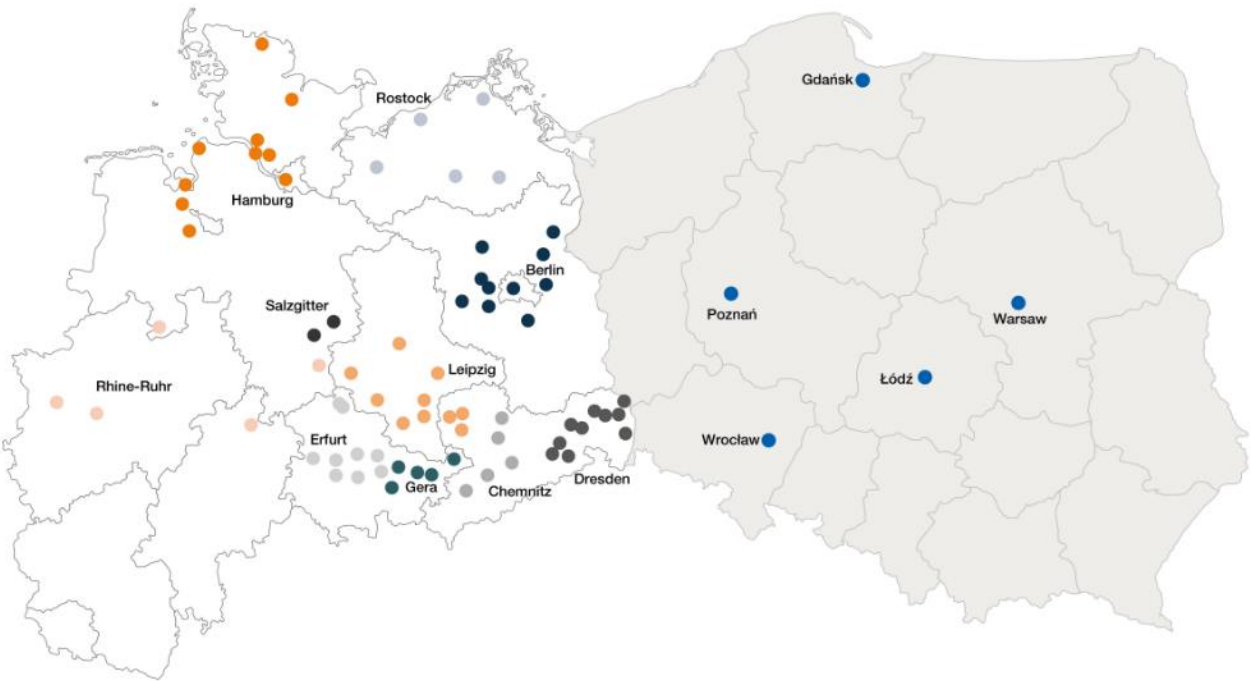 Gdańsk
Rostock
Hamburg
Berlin
Salzgitter
Poznań
Warsaw
Leipzig
Łódź
Rhine-Ruhr
Erfurt
Wrocław
Dresden
Gera
Chemnitz